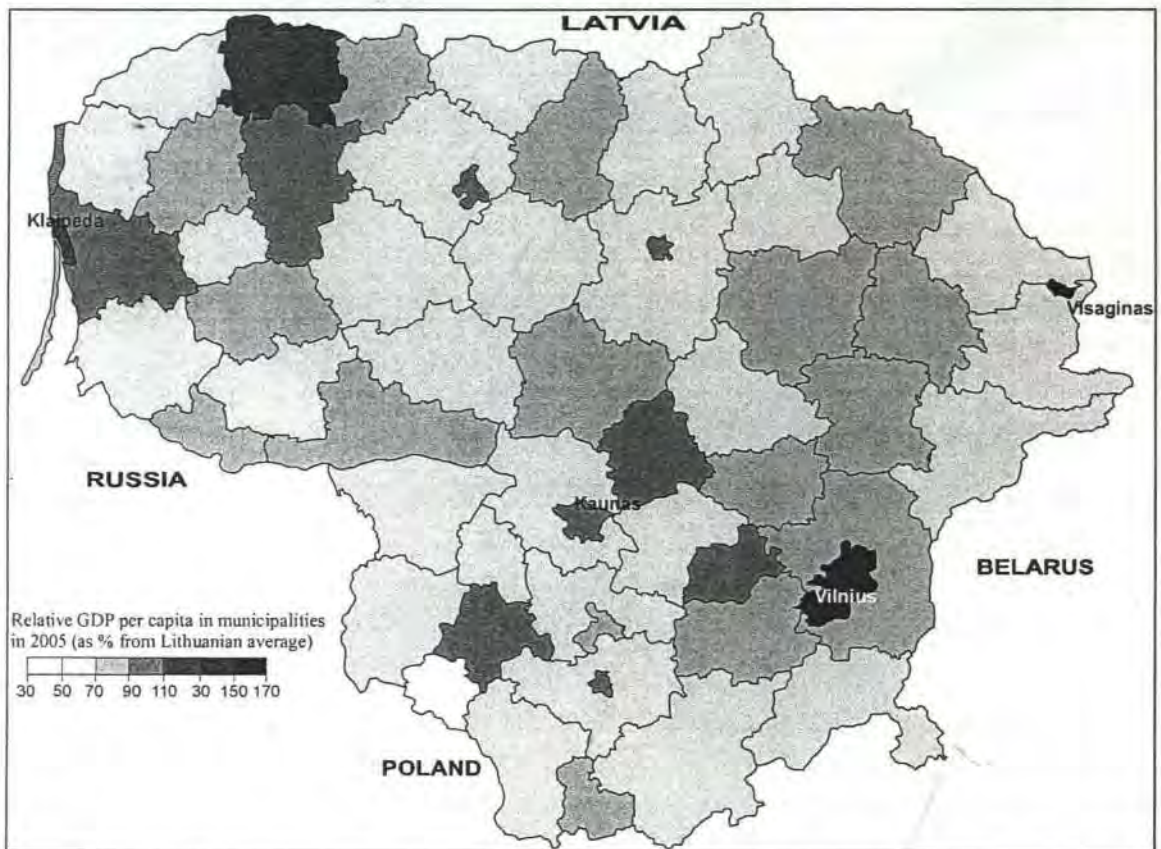 LATVIA
Klaipeda
Visaginas
RUSSIA
Kaunas
BELARUS
Vilnius
Relative GDP per capita in municipalities
in 2005 (as % from Lithuanian average)
30 50 70 90 110 30 150 170
POLAND